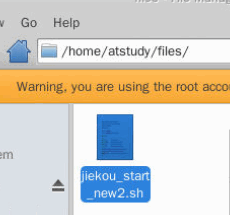 Go Help
/home/atstudy/files/
Warning, you are using the root acco
jiekou_start
_new2.sh